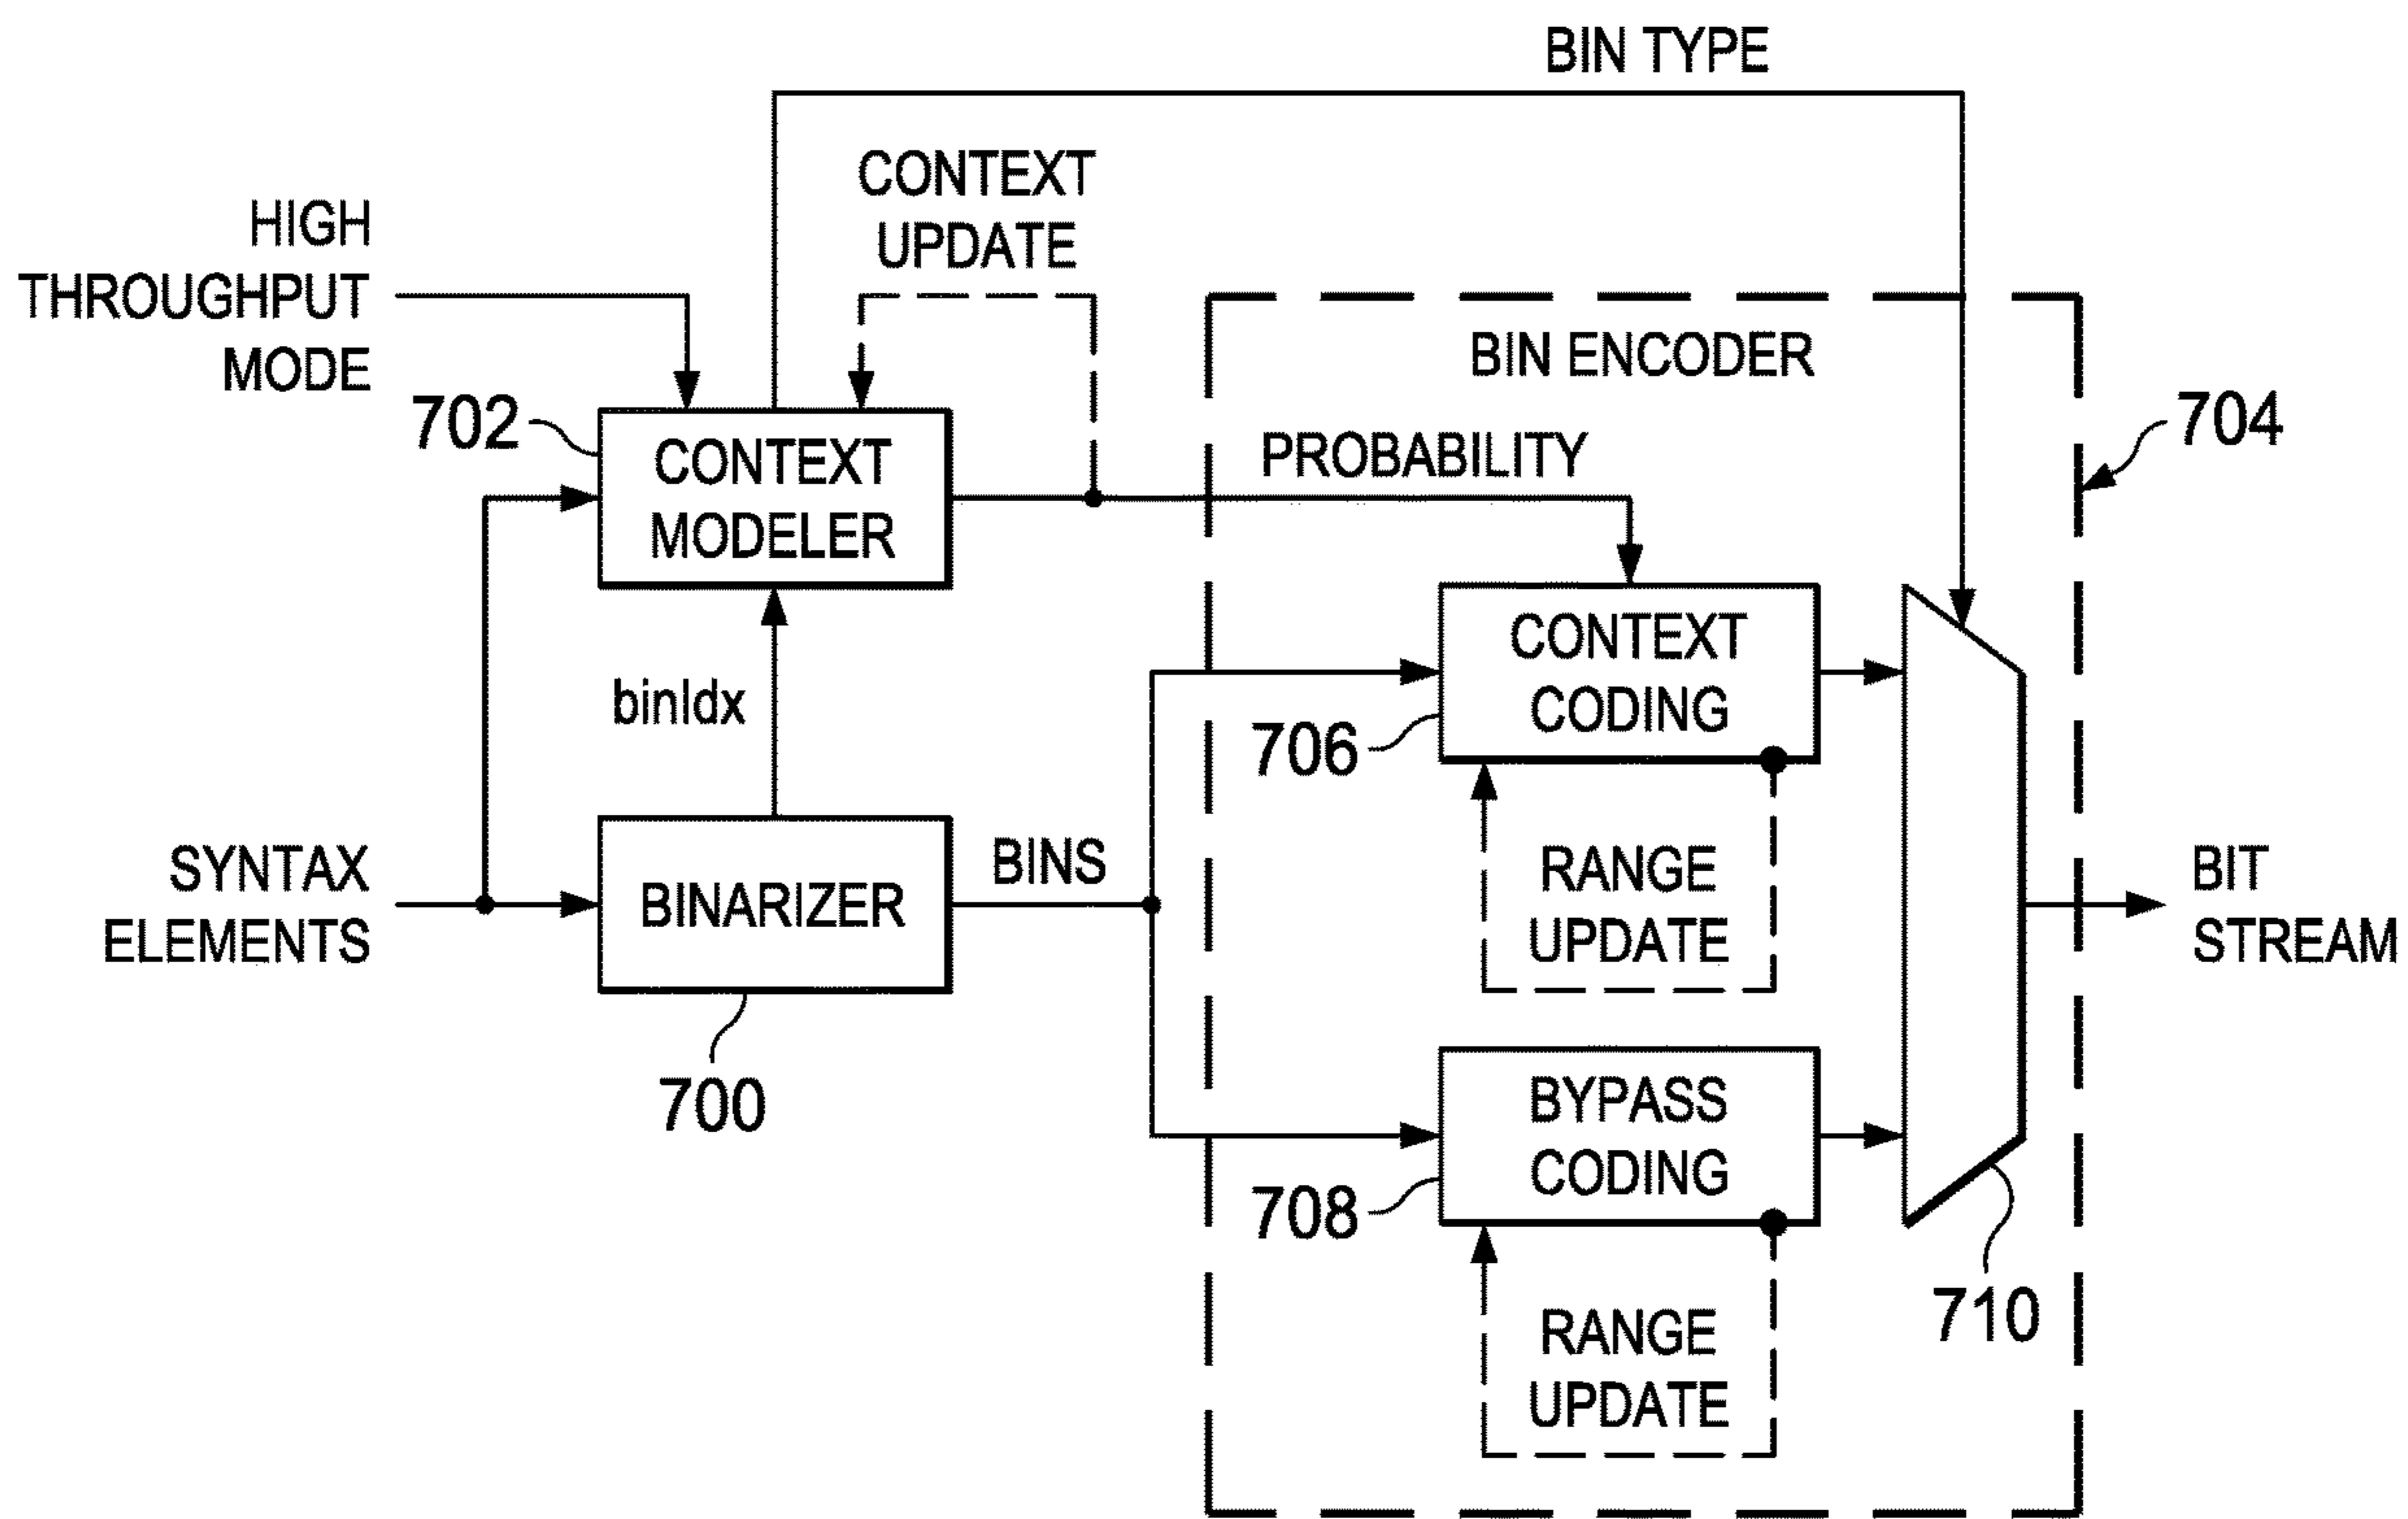 BIN TYPE
CONTEXT
UPDATE
HIGH
THROUGHPUT
MODE
BIN ENCODER
702
704
CONTEXT
MODELER
PROBABILITY
CONTEXT
CODING
binIdx
706
SYNTAX
ELEMENTS
BINARIZER
BINS
RANGE
UPDATE
BIT
STREAM
700
BYPASS
CODING
708
RANGE
UPDATE
710